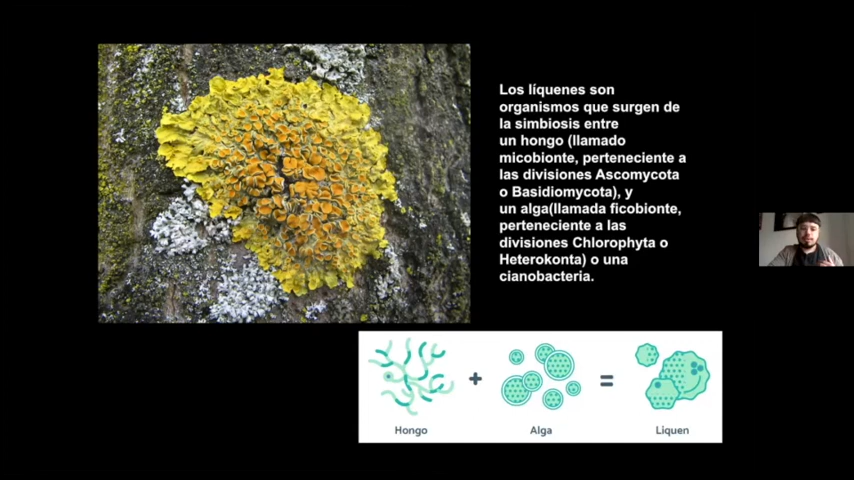 Los líquenes son
organismos que surgen de
la simbiosis entre
un hongo (llamado
micobionte, perteneciente a
las divisiones Ascomycota
o Basidiomycota), y
un alga(llamada ficobionte,
perteneciente a las
divisiones Chlorophyta o
Heterokonta) o una
cianobacteria.
+
=
Hongo
Alga
Liquen